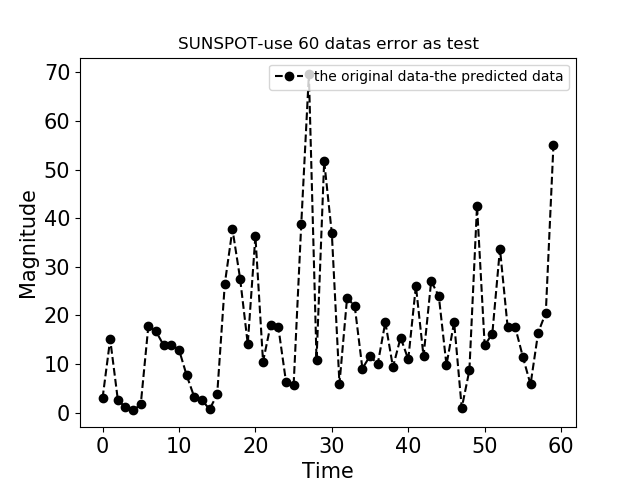 SUNSPOT-use 60 datas error as test
the original data-the predicted data
Magnitude
70
60
50
40
30
20
10
0
0 10 20 30 40 50 60
Time